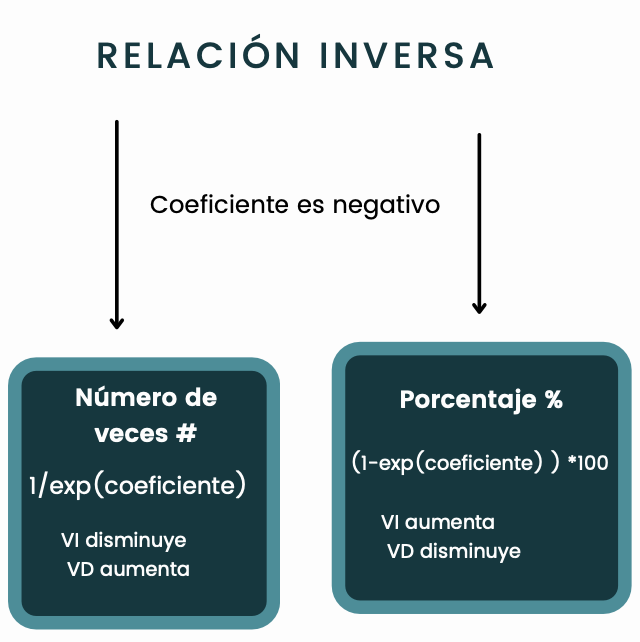 RELACIÓN INVERSA
Coeficiente es negativo
Número de
veces #
1/exp(coeficiente)
VI disminuye
VD aumenta
Porcentaje %
(1-exp(coeficiente) ) *100
VI aumenta
VD disminuye